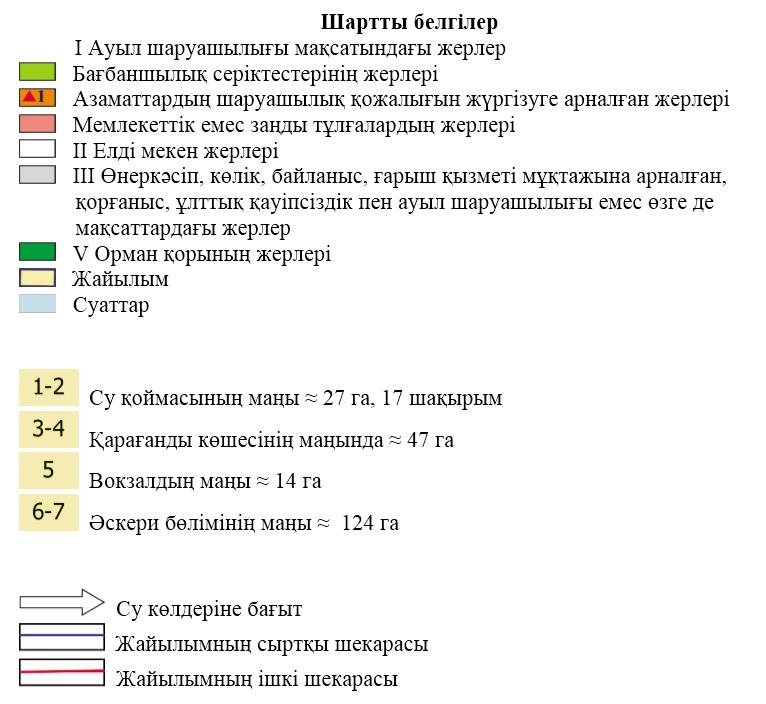 Шартты белгілер
I Ауыл шаруашылығы мақсатындағы жерлер
Бағбаншылық серіктестерінің жерлері
1 Азаматтардың шаруашылық қожалығын жүргізуге арналған жерлері
Мемлекеттік емес заңды тұлғалардың жерлері
II Елді мекен жерлері
III Өнеркәсіп, көлік, байланыс, ғарыш қызметі мұқтажына арналған,
қорғаныс, ұлттық қауіпсіздік пен ауыл шаруашылығы емес өзге де
мақсаттардағы жерлер
V Орман қорының жерлері
Жайылым
Суаттар
1-2 Су қоймасының маңы ≈ 27 га, 17 шақырым
3-4 Қарағанды көшесінің маңында ≈ 47 га
5 Вокзалдың маңы ≈ 14 га
6-7 Әскери бөлімінің маңы ≈ 124 га
Су көлдеріне бағыт
Жайылымның сыртқы шекарасы
Жайылымның ішкі шекарасы